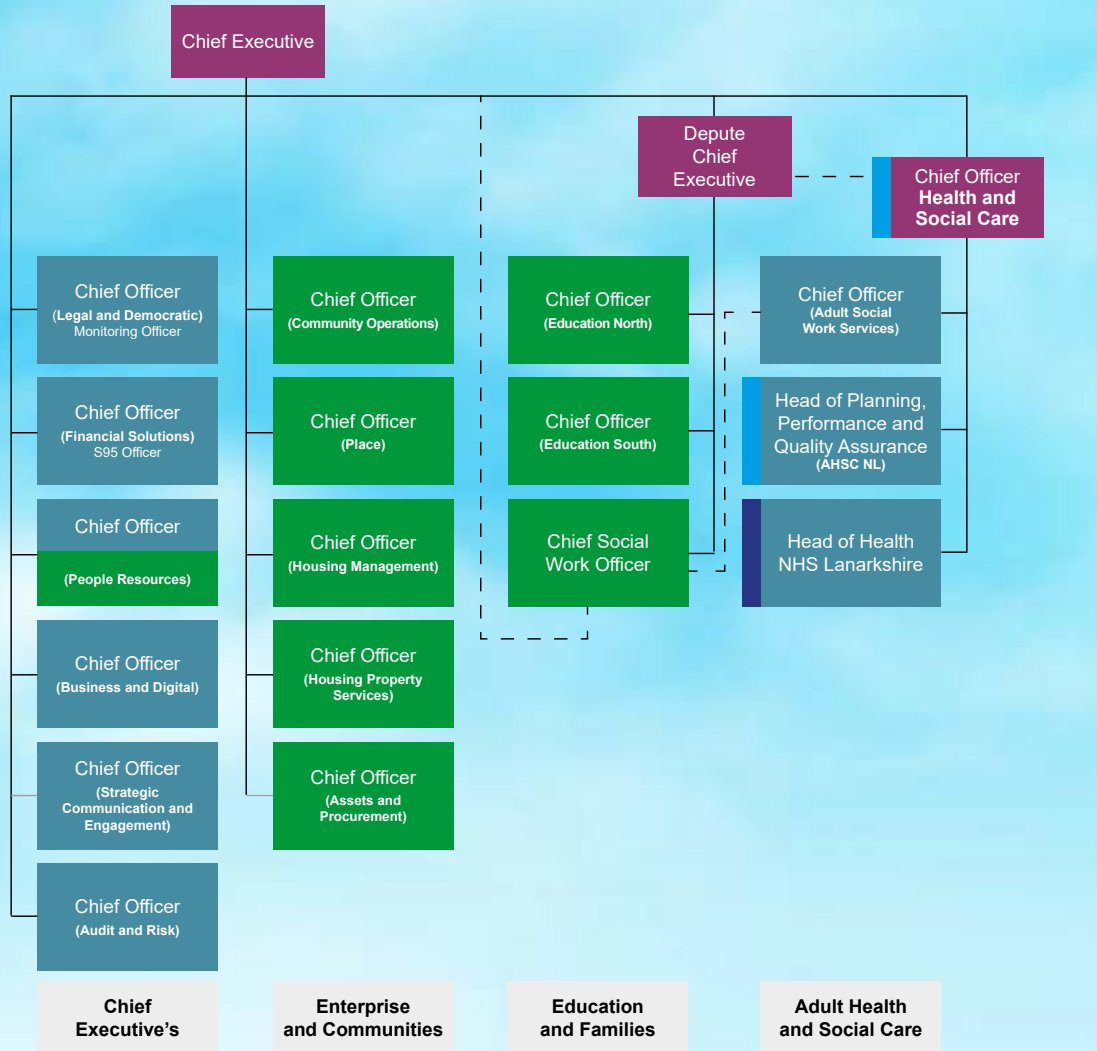 Chief Executive
Depute
Chief
Executive
Chief Officer
Health and
Social Care
Chief Officer
(Legal and Democratic)
Monitoring Officer
Chief Officer
(Financial Solutions)
S95 Officer
Chief Officer
(People Resources)
Chief Officer
(Business and Digital)
Chief Officer
(Strategic
Communication and
Engagement)
Chief Officer
(Audit and Risk)
Chief
Executive's
Chief Officer
(Community Operations)
Chief Officer
(Place)
Chief Officer
(Housing Management)
Chief Officer
(Housing Property
Services)
Chief Officer
(Assets and
Procurement)
Enterprise
and Communities
Chief Officer
(Education North)
Chief Officer
(Education South)
Chief Social
Work Officer
Education
and Families
Chief Officer
(Adult Social
Work Services)
Head of Planning,
Performance and
Quality Assurance
(AHSC NL)
Head of Health
NHS Lanarkshire
Adult Health
and Social Care